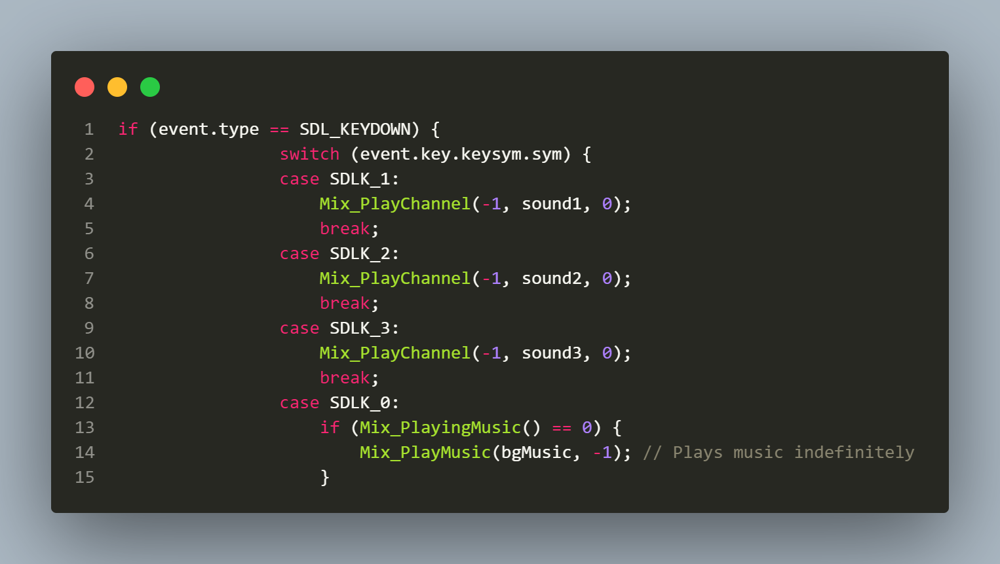 1 if (event.type == SDL_KEYDOWN) {
2 switch (event.key.keysym.sym) {
3 case SDLK_1:
4 Mix_PlayChannel(-1, sound1, 0);
5 break;
6 case SDLK_2:
7 Mix_PlayChannel(-1, sound2, 0);
8 break;
9 case SDLK_3:
10 Mix_PlayChannel(-1, sound3, 0);
11 break;
12 case SDLK_0:
13 if (Mix_PlayingMusic() == 0) {
14 Mix_PlayMusic(bgMusic, -1); // Plays music indefinitely
15 }